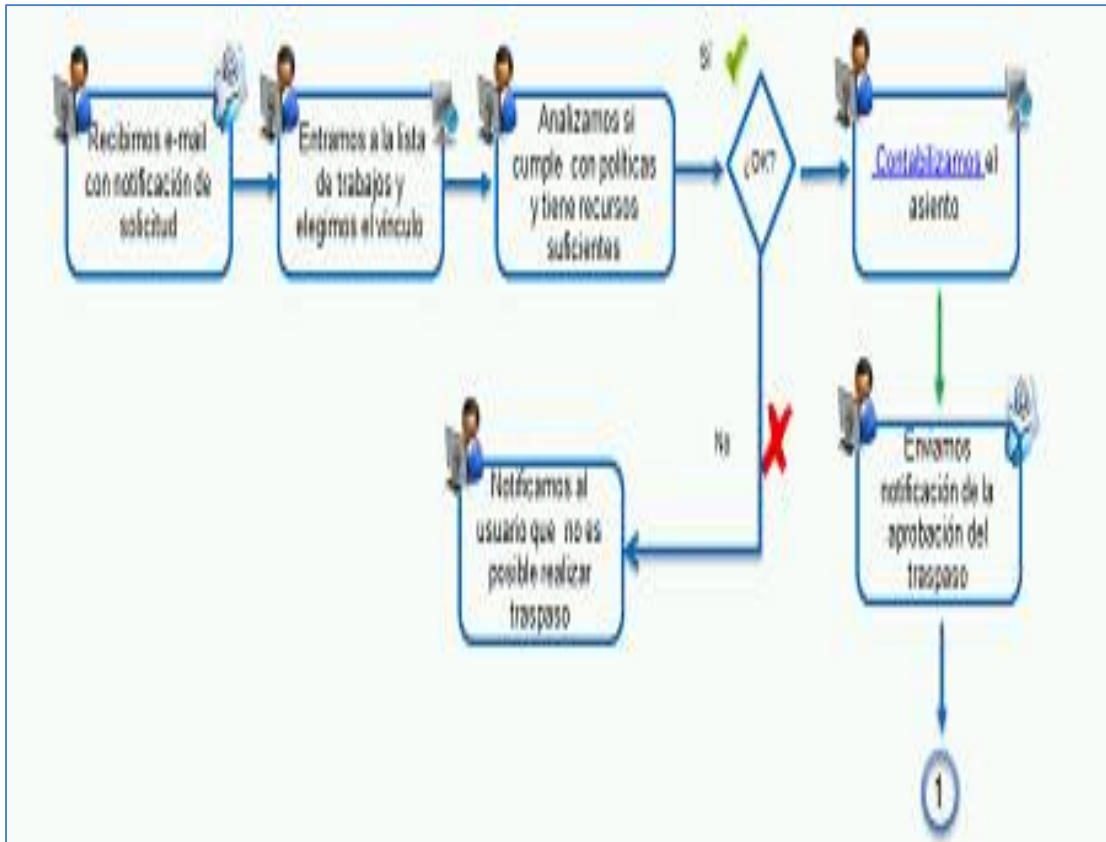 Recibimos e-mail
con notificación de
solicitud
Entramos a la lista
de trabajos y
elegimos el vínculo
Analizamos si
cumple con políticas
y tiene recursos
suficientes
Si
¿OK?
Contabilizamos el
asiento
No
Notificamos al
usuario que no es
posible realizar
traspaso
Enviamos
notificación de la
aprobación del
traspaso
1